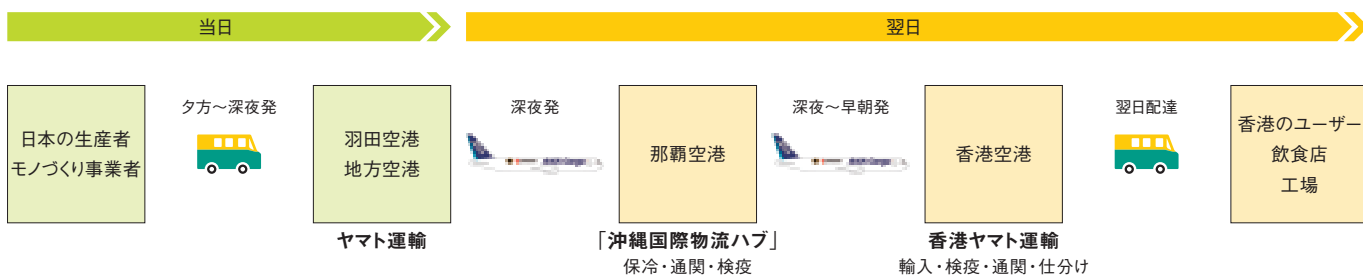 当日
翌日
日本の生産者
モノづくり事業者
夕方～深夜発
羽田空港
地方空港
深夜発
那覇空港
深夜～早朝発
香港空港
翌日配達
香港のユーザー
飲食店
工場
ヤマト運輸
「沖縄国際物流ハブ」
保冷・通関・検疫
香港ヤマト運輸
輸入・検疫・通関・仕分け